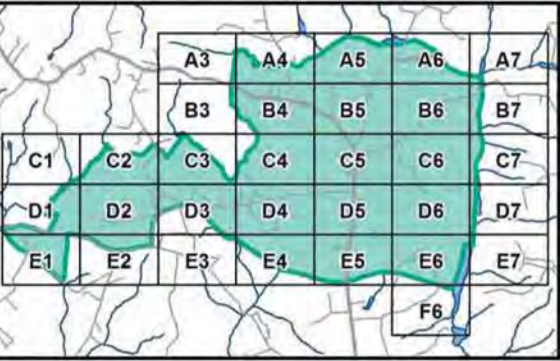 A3 A4 A5 A6 A7
B3 B4 B5 B6 B7
C1 C2 C3 C4 C5 C6 C7
D1 D2 D3 D4 D5 D6 D7
E1 E2 E3 E4 E5 E6 E7
F6